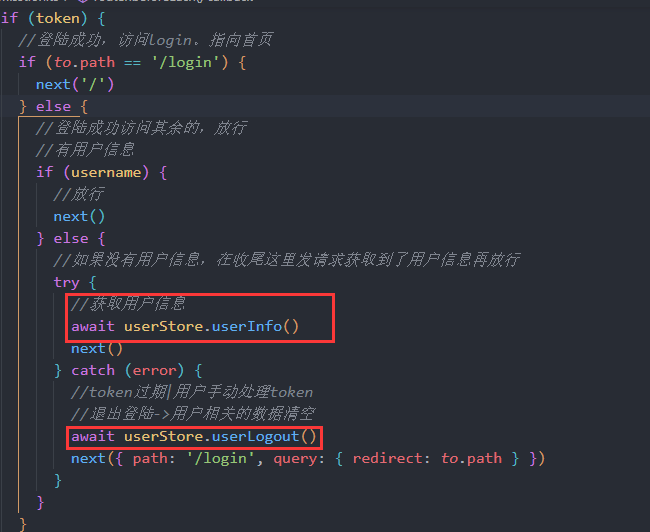 if (token) {
//登陆成功，访问login. 指向首页
if (to.path == '/login') {
next('/')
} else {
//登陆成功访问其余的，放行
//有用户信息
if (username) {
//放行
next()
} else {
//如果没有用户信息，在收尾这里发请求获取到了用户信息再放行
try {
//获取用户信息
await userStore.userInfo()
next()
} catch (error) {
//token过期|用户手动处理token
//退出登陆->用户相关的数据清空
await userStore.userLogout()
next({ path: '/login', query: { redirect: to.path } })
}
}
}